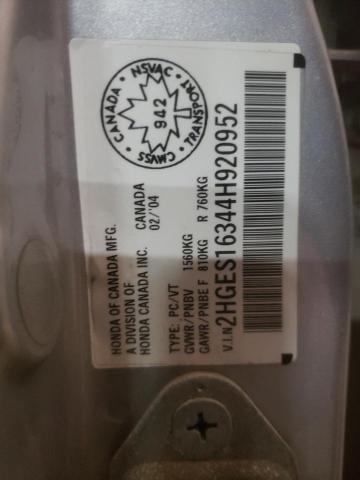 HONDA OF CANADA MFG.
A DIVISION OF
HONDA CANADA INC. CANADA
02/'04
TYPE: PC/VT
GVWR/PNBV 1560KG
GAWR/PNBE F 810KG R 760KG
V.I.N. 2HGES16344H920952
CANADA · NSVAC · TRANSPORT · CMVSS
942